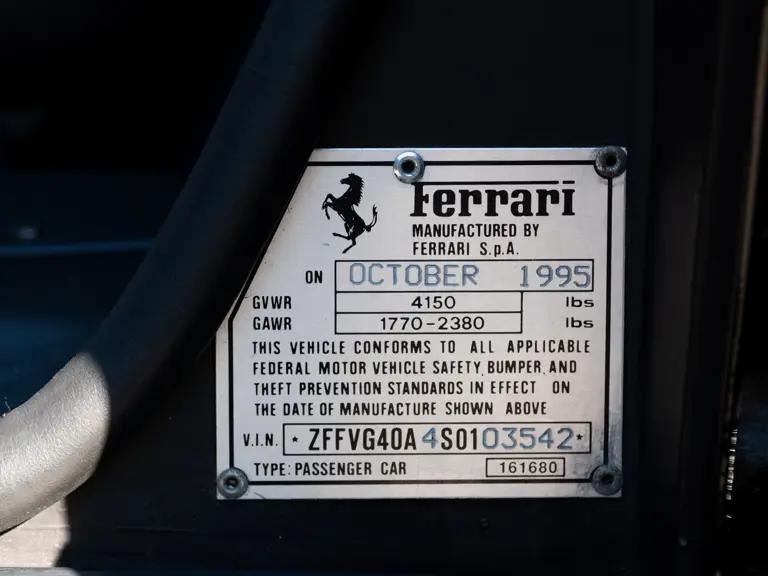 Ferrari
MANUFACTURED BY
FERRARI S.p.A.
ON OCTOBER 1995
GVWR 4150 lbs
GAWR 1770-2380 lbs
THIS VEHICLE CONFORMS TO ALL APPLICABLE
FEDERAL MOTOR VEHICLE SAFETY, BUMPER, AND
THEFT PREVENTION STANDARDS IN EFFECT ON
THE DATE OF MANUFACTURE SHOWN ABOVE
V.I.N. * ZFFVG40A4S0103542 *
TYPE: PASSENGER CAR 161680